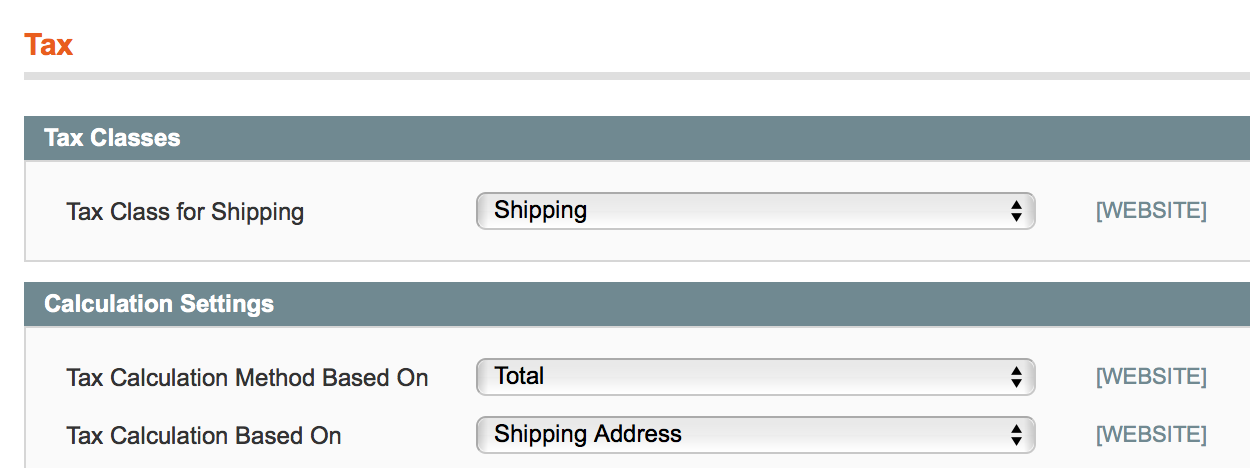 Tax
Tax Classes
Tax Class for Shipping Shipping [WEBSITE]
Calculation Settings
Tax Calculation Method Based On Total [WEBSITE]
Tax Calculation Based On Shipping Address [WEBSITE]